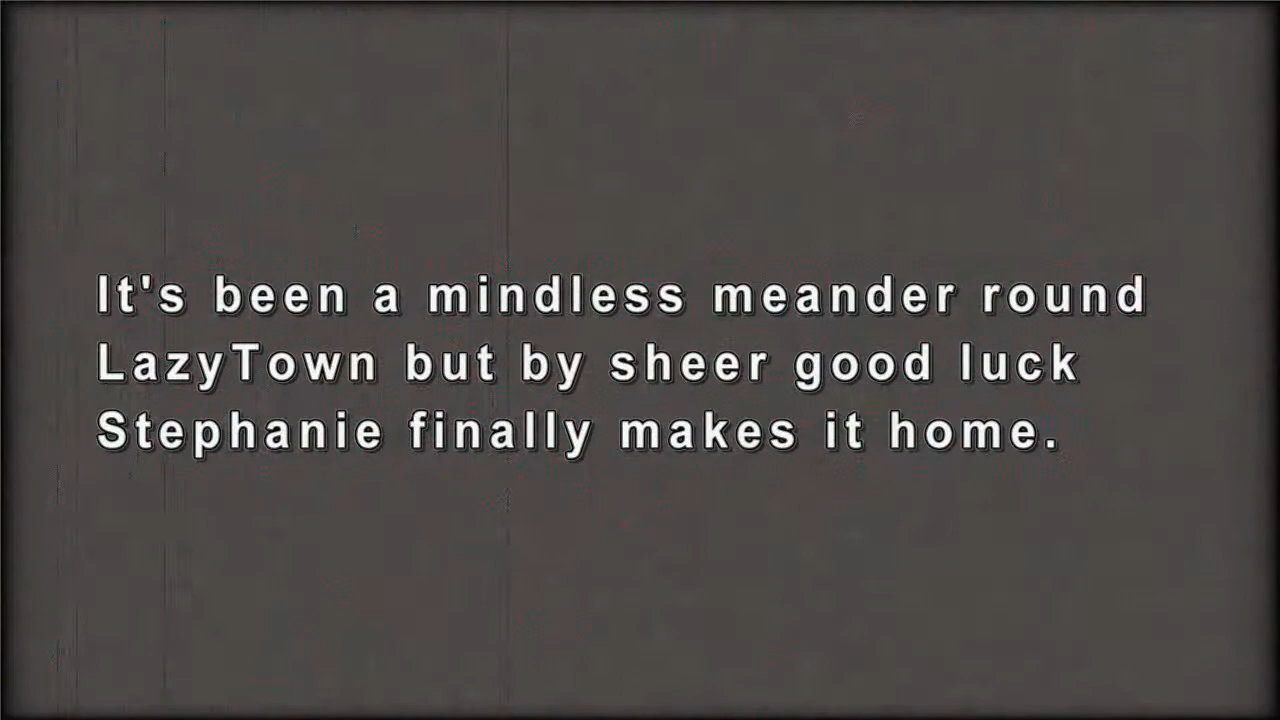 It's been a mindless meander round
LazyTown but by sheer good luck
Stephanie finally makes it home.